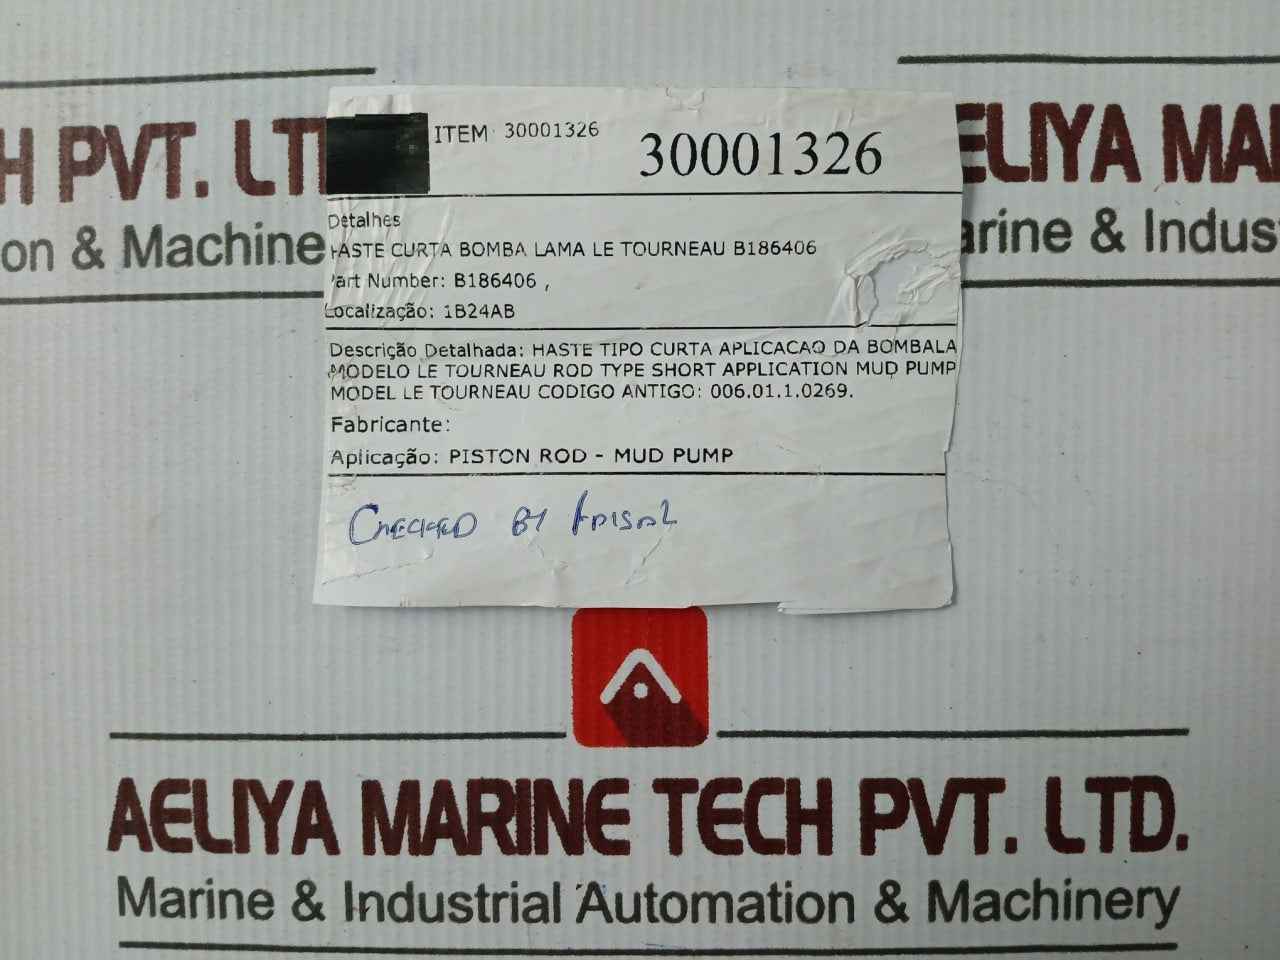 ITEM 30001326
30001326
Detalhes
HASTE CURTA BOMBA LAMA LE TOURNEAU B186406
Part Number: B186406 ,
Localização: 1B24AB
Descrição Detalhada: HASTE TIPO CURTA APLICACAO DA BOMBALA
MODELO LE TOURNEAU ROD TYPE SHORT APPLICATION MUD PUMP
MODEL LE TOURNEAU CODIGO ANTIGO: 006.01.1.0269.
Fabricante:
Aplicação: PISTON ROD - MUD PUMP
CHECKED BY
H PVT. LT
on & Machine
ELIYA MA
arine & Indus
AELIYA MARINE TECH PVT. LTD.
Marine & Industrial Automation & Machinery